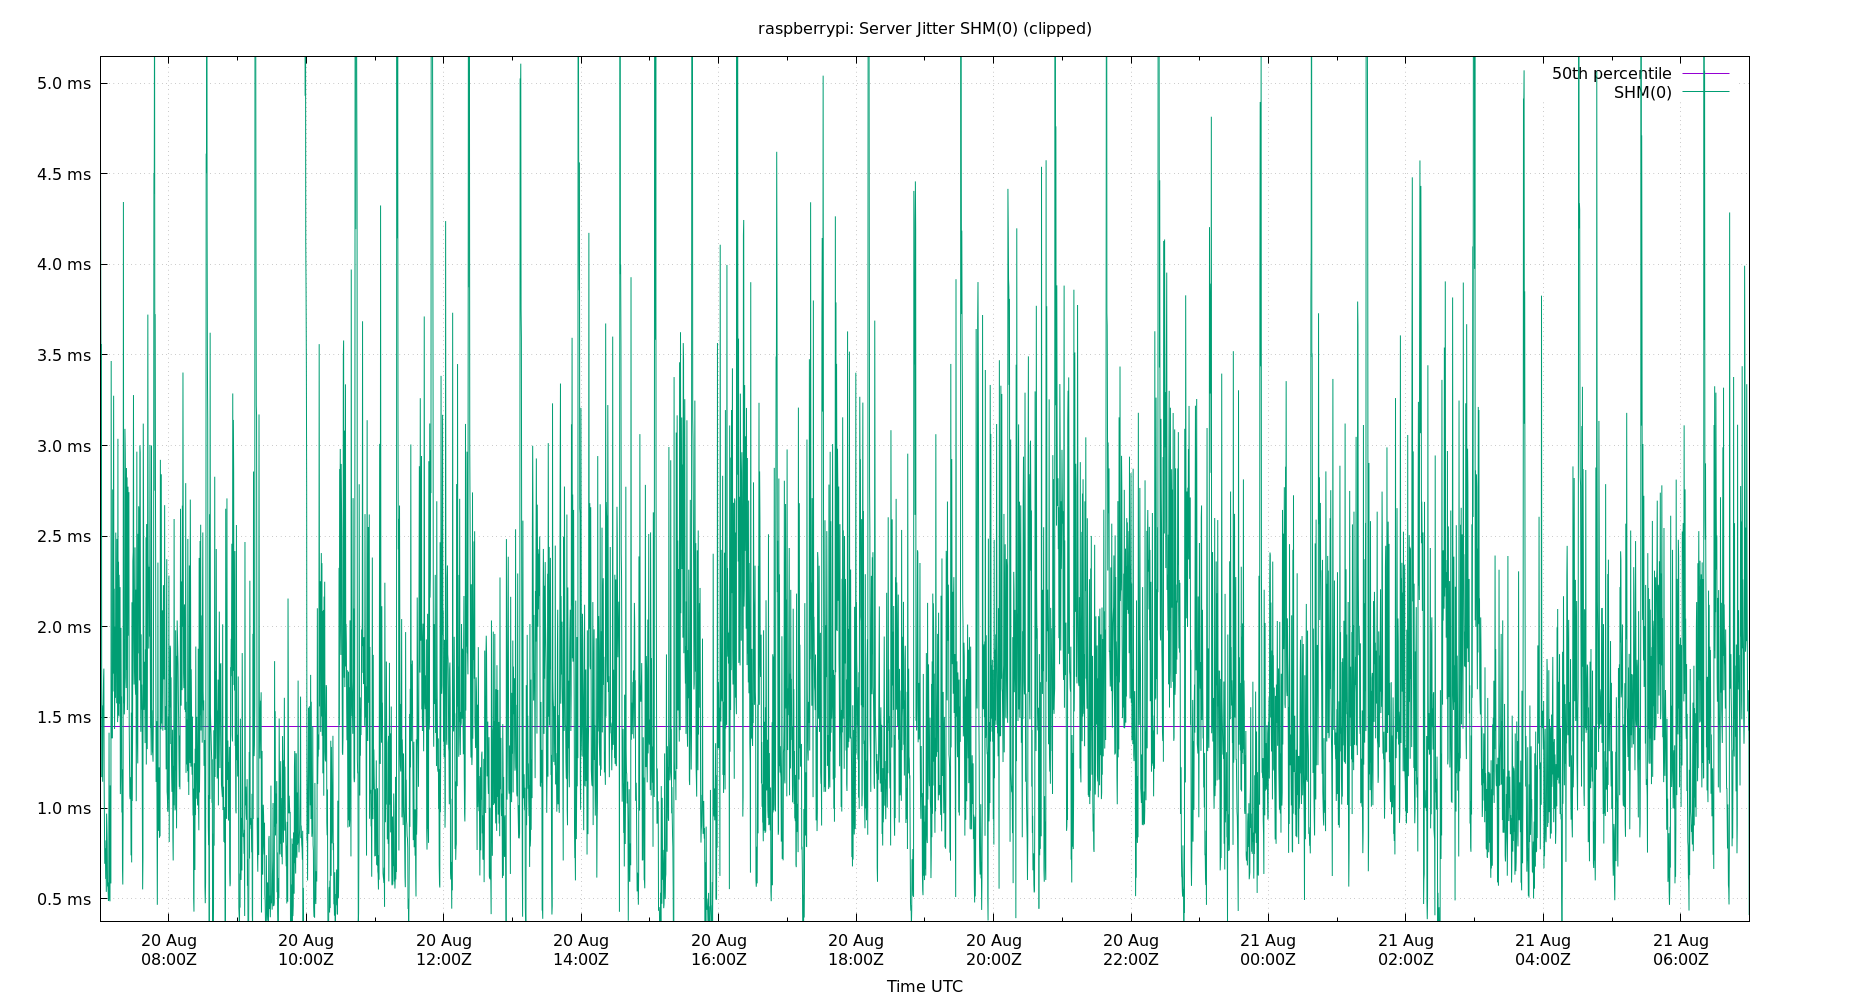 raspberrypi: Server Jitter SHM(0) (clipped)
50th percentile
SHM(0)
5.0 ms
4.5 ms
4.0 ms
3.5 ms
3.0 ms
2.5 ms
2.0 ms
1.5 ms
1.0 ms
0.5 ms
20 Aug 20 Aug 20 Aug 20 Aug 20 Aug 20 Aug 20 Aug 20 Aug 21 Aug 21 Aug 21 Aug 21 Aug
08:00Z 10:00Z 12:00Z 14:00Z 16:00Z 18:00Z 20:00Z 22:00Z 00:00Z 02:00Z 04:00Z 06:00Z
Time UTC